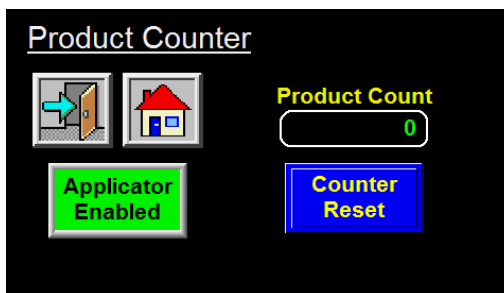 Product Counter
Product Count
0
Applicator
Enabled
Counter
Reset